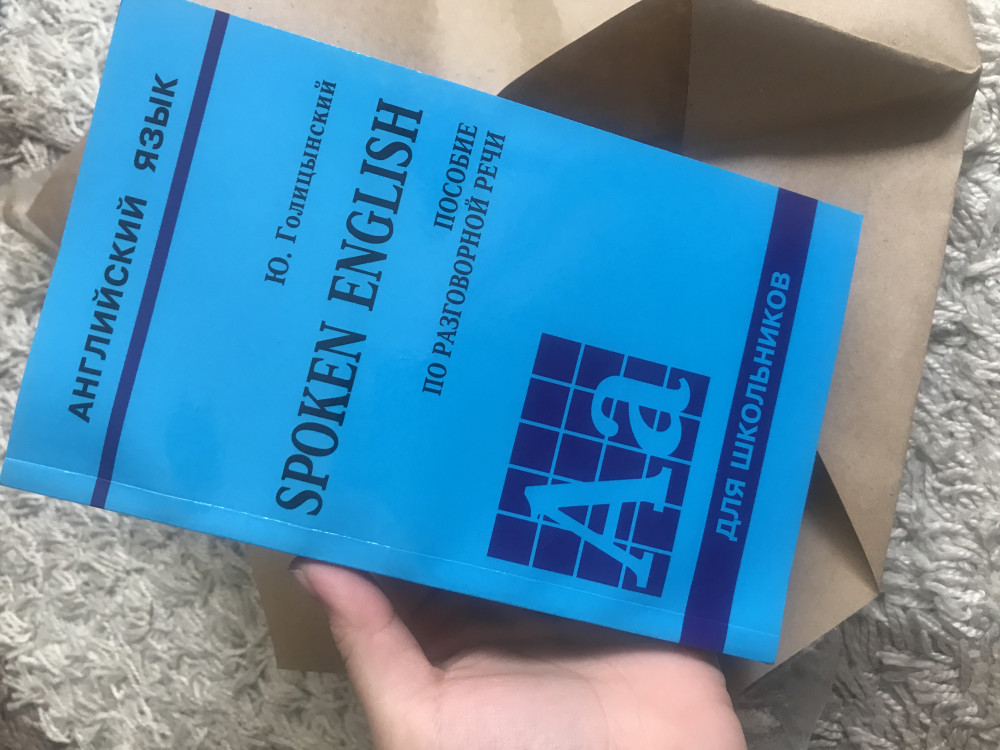 АНГЛИЙСКИЙ ЯЗЫК
Ю. Голицынский
SPOKEN ENGLISH
ПОСОБИЕ
ПО РАЗГОВОРНОЙ РЕЧИ
Aa
ДЛЯ ШКОЛЬНИКОВ